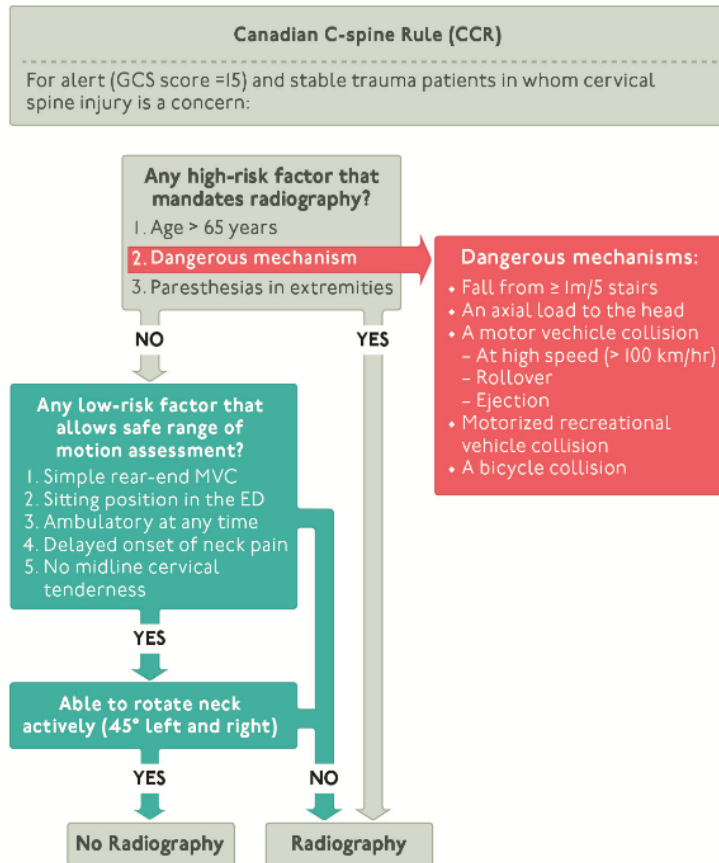 Canadian C-spine Rule (CCR)
For alert (GCS score =15) and stable trauma patients in whom cervical
spine injury is a concern:
Any high-risk factor that
mandates radiography?
1. Age > 65 years
2. Dangerous mechanism
3. Paresthasias in extremities
Dangerous mechanisms:
• Fall from ≥ 1m/5 stairs
• An axial load to the head
• A motor vechicle collision
– At high speed (> 100 km/hr)
– Rollover
– Ejection
• Motorized recreational
vehicle collision
• A bicycle collision
NO
YES
Any low-risk factor that
allows safe range of
motion assessment?
1. Simple rear-end MVC
2. Sitting position in the ED
3. Ambulatory at any time
4. Delayed onset of neck pain
5. No midline cervical
tenderness
YES
Able to rotate neck
actively (45° left and right)
YES
NO
No Radiography
Radiography